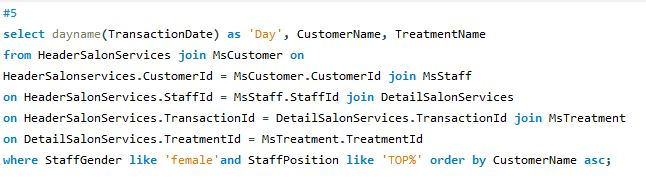 #5
select dayname(TransactionDate) as 'Day', CustomerName, TreatmentName
from HeaderSalonServices join MsCustomer on
HeaderSalonservices.CustomerId = MsCustomer.CustomerId join MsStaff
on HeaderSalonServices.StaffId = MsStaff.StaffId join DetailSalonServices
on HeaderSalonServices.TransactionId = DetailSalonServices.TransactionId join MsTreatment
on DetailSalonServices.TreatmentId = MsTreatment.TreatmentId
where StaffGender like 'female'and StaffPosition like 'TOP%' order by CustomerName asc;